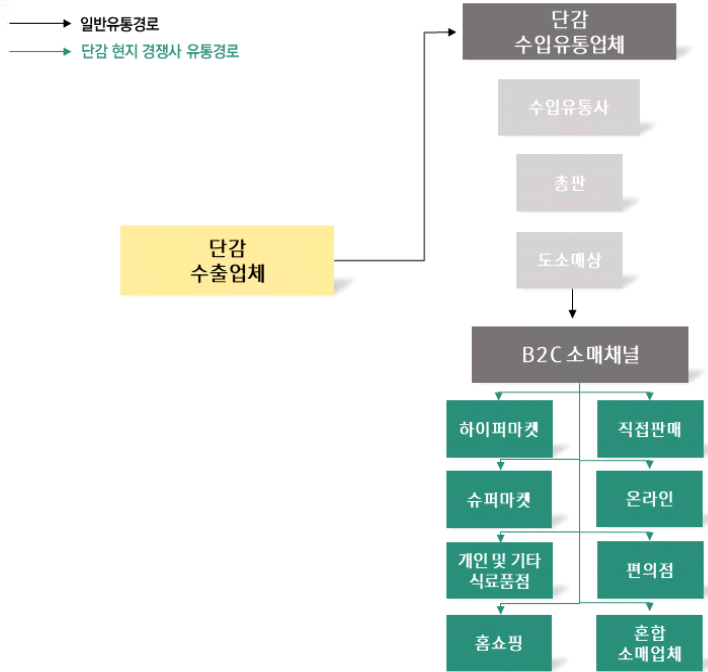 일반유통경로
단감 현지 경쟁사 유통경로
단감
수입유통업체
수입유통사
총판
단감
수출업체
도소매상
B2C 소매채널
하이퍼마켓
직접판매
슈퍼마켓
온라인
개인 및 기타
식료품점
편의점
홈쇼핑
혼합
소매업체